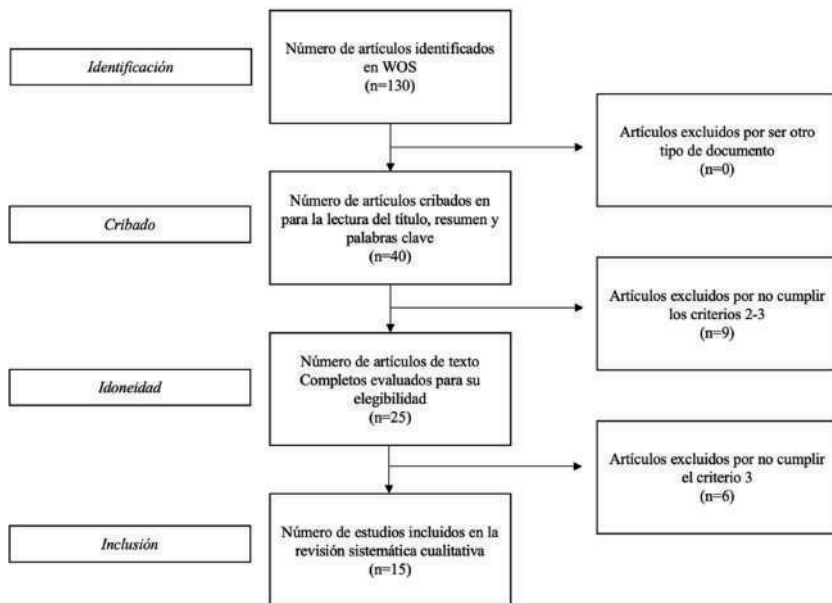 Identificación
Número de artículos identificados
en WOS
(n=130)
Artículos excluidos por ser otro
tipo de documento
(n=0)
Cribado
Número de artículos cribados en
para la lectura del título, resumen y
palabras clave
(n=40)
Artículos excluidos por no cumplir
los criterios 2-3
(n=9)
Idoneidad
Número de artículos de texto
Completos evaluados para su
elegibilidad
(n=25)
Artículos excluidos por no cumplir
el criterio 3
(n=6)
Inclusión
Número de estudios incluidos en la
revisión sistemática cualitativa
(n=15)